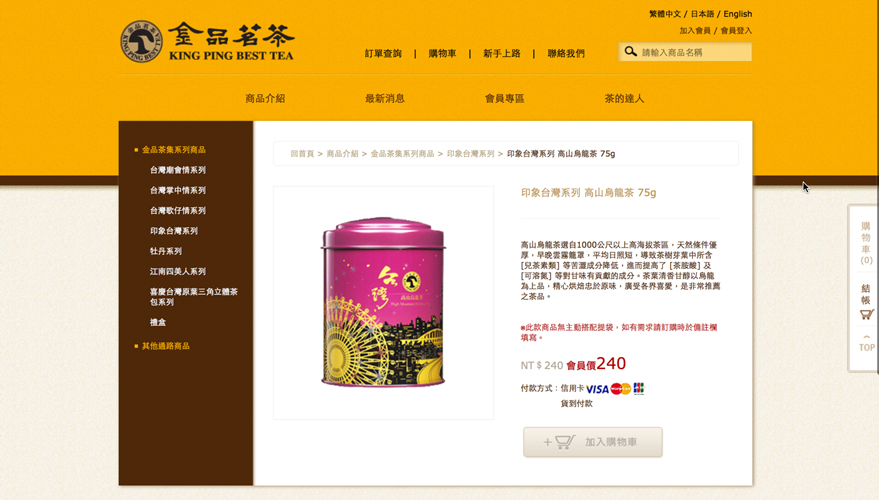 繁體中文 / 日本語 / English
加入會員 / 會員登入
金品茗茶
KING PING BEST TEA
訂單查詢 | 購物車 | 新手上路 | 聯絡我們
請輸入商品名稱
商品介紹 最新消息 會員專區 茶的達人
金品茶集系列商品
台灣廟會情系列
台灣掌中情系列
台灣歌仔情系列
印象台灣系列
牡丹系列
江南四美人系列
喜慶台灣原葉三角立體茶
包系列
禮盒
其他通路商品
回首頁 > 商品介紹 > 金品茶集系列商品 > 印象台灣系列 > 印象台灣系列 高山烏龍茶 75g
台灣
高山烏龍茶
印象台灣系列 高山烏龍茶 75g
高山烏龍茶選自1000公尺以上高海拔茶區，天然條件優
厚，早晚雲霧籠罩，平均日照短，導致茶樹芽葉中所含
[兒茶素類] 等苦澀成分降低，進而提高了 [茶胺酸] 及
[可溶氮] 等對甘味有貢獻的成分。茶葉清香甘醇以烏龍
為上品，精心烘焙忠於原味，廣受各界喜愛，是非常推薦
之茶品。
※此款商品無主動搭配提袋，如有需求請訂購時於備註欄
填寫。
NT $ 240 會員價240
付款方式：信用卡 VISA MasterCard JCB
貨到付款
+ 加入購物車
購物車
(0)
結帳
TOP